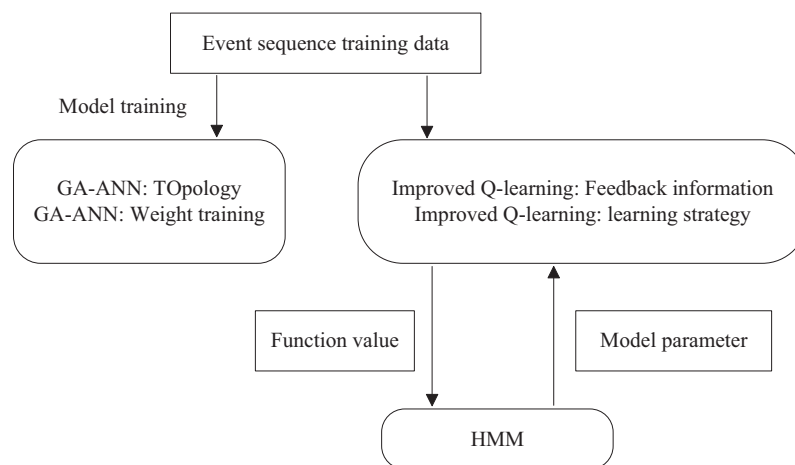 Event sequence training data
Model training
GA-ANN: TOpology
GA-ANN: Weight training
Improved Q-learning: Feedback information
Improved Q-learning: learning strategy
Function value
Model parameter
HMM